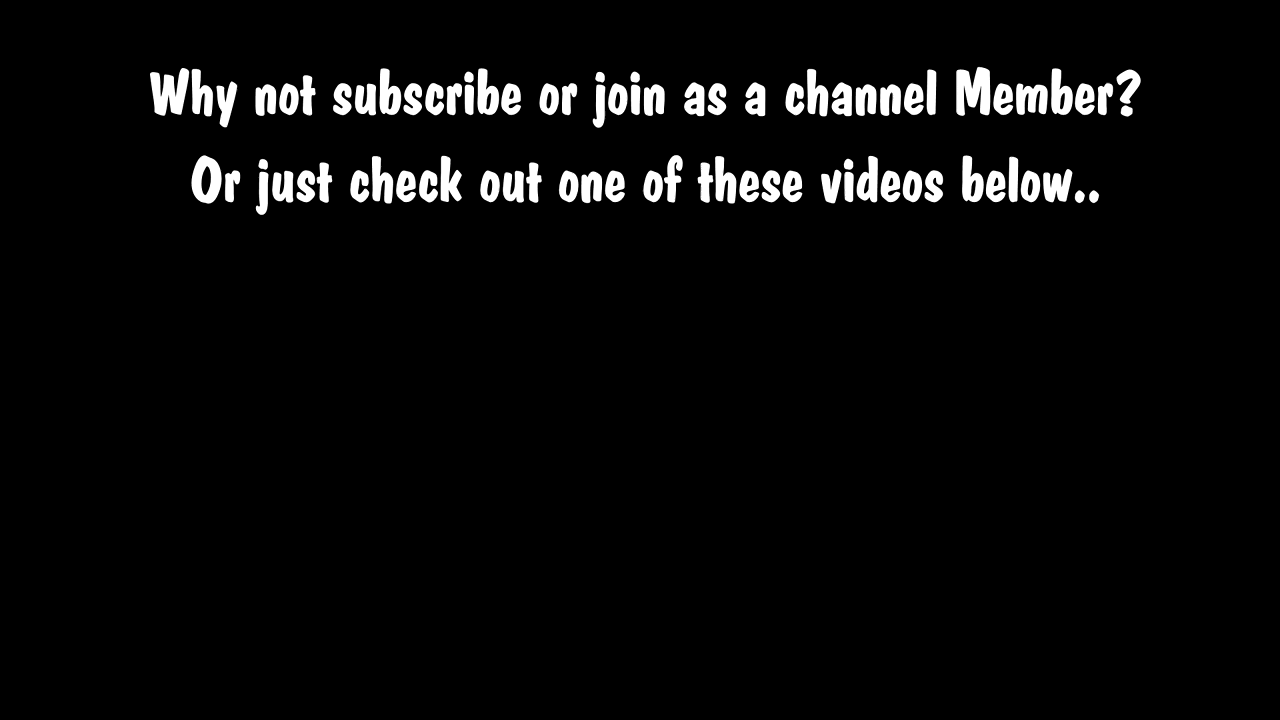 Why not subscribe or join as a channel Member?
Or just check out one of these videos below..